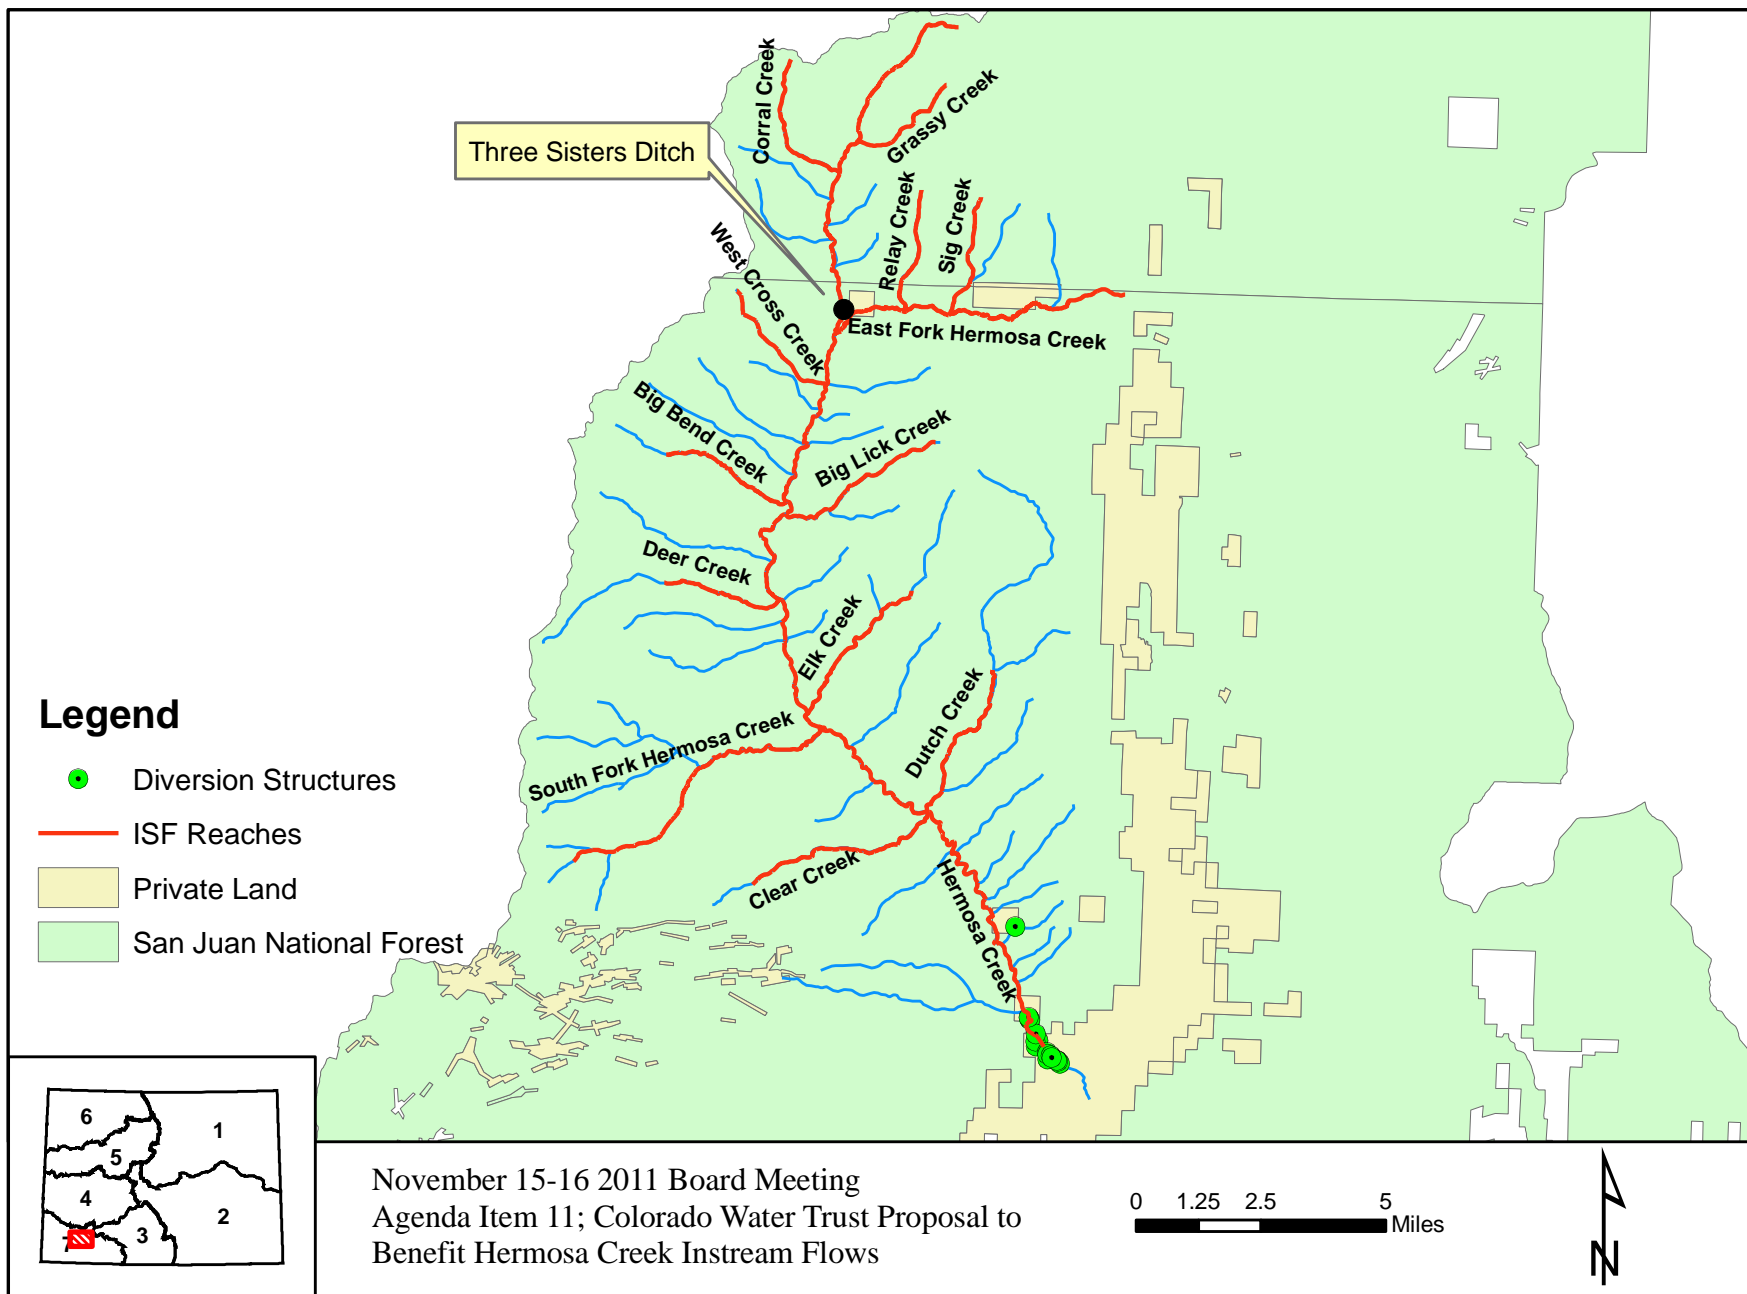 Corral Creek
Grassy Creek
Three Sisters Ditch
Relay Creek
Sig Creek
West Cross Creek
East Fork Hermosa Creek
Big Bend Creek
Big Lick Creek
Deer Creek
Elk Creek
Dutch Creek
South Fork Hermosa Creek
Clear Creek
Hermosa Creek
Legend
Diversion Structures
ISF Reaches
Private Land
San Juan National Forest
6
1
5
4
2
3
7
November 15-16 2011 Board Meeting
Agenda Item 11; Colorado Water Trust Proposal to
Benefit Hermosa Creek Instream Flows
0 1.25 2.5 5
Miles
N